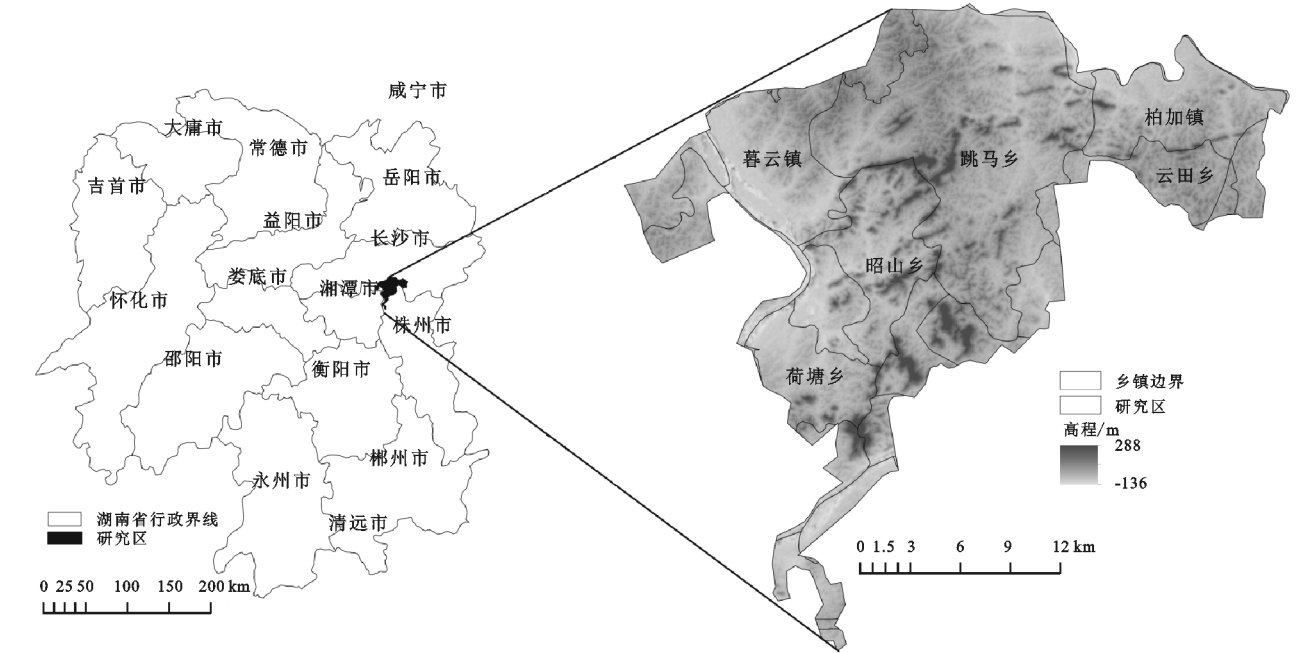 咸宁市
大庸市
常德市
吉首市
岳阳市
益阳市
长沙市
娄底市
湘潭市
怀化市
株州市
邵阳市
衡阳市
郴州市
永州市
清远市
湖南省行政界线
研究区
0 25 50 100 150 200 km
柏加镇
暮云镇
跳马乡
云田乡
昭山乡
荷塘乡
乡镇边界
研究区
高程/m
288
-136
0 1.5 3 6 9 12 km